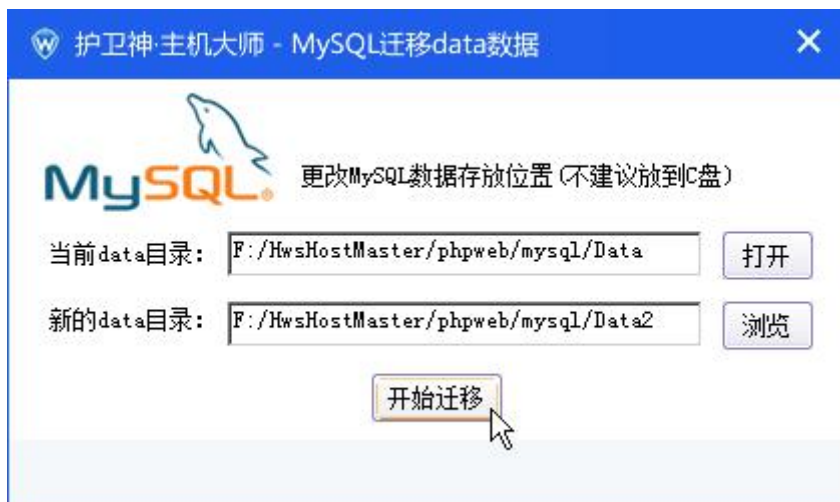 护卫神·主机大师 - MySQL迁移data数据
MySQL
更改MySQL数据存放位置(不建议放到C盘)
当前data目录: F:/HwsHostMaster/phpweb/mysql/Data 打开
新的data目录: F:/HwsHostMaster/phpweb/mysql/Data2 浏览
开始迁移